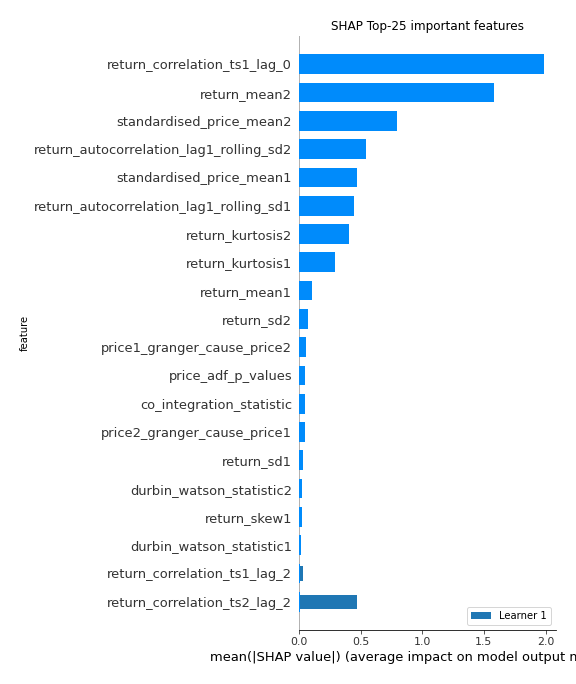 SHAP Top-25 important features
return_correlation_ts1_lag_0
return_mean2
standardised_price_mean2
return_autocorrelation_lag1_rolling_sd2
standardised_price_mean1
return_autocorrelation_lag1_rolling_sd1
return_kurtosis2
return_kurtosis1
return_mean1
return_sd2
price1_granger_cause_price2
price_adf_p_values
co_integration_statistic
price2_granger_cause_price1
return_sd1
durbin_watson_statistic2
return_skew1
durbin_watson_statistic1
return_correlation_ts1_lag_2
return_correlation_ts2_lag_2
feature
Learner 1
0.0 0.5 1.0 1.5 2.0
mean(|SHAP value|) (average impact on model output m